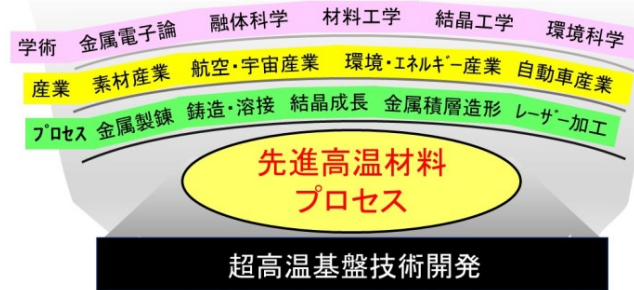 学術 金属電子論 融体科学 材料工学 結晶工学 環境科学
産業 素材産業 航空・宇宙産業 環境・エネルギー産業 自動車産業
プロセス 金属製錬 鋳造・溶接 結晶成長 金属積層造形 レーザー加工
先進高温材料
プロセス
超高温基盤技術開発